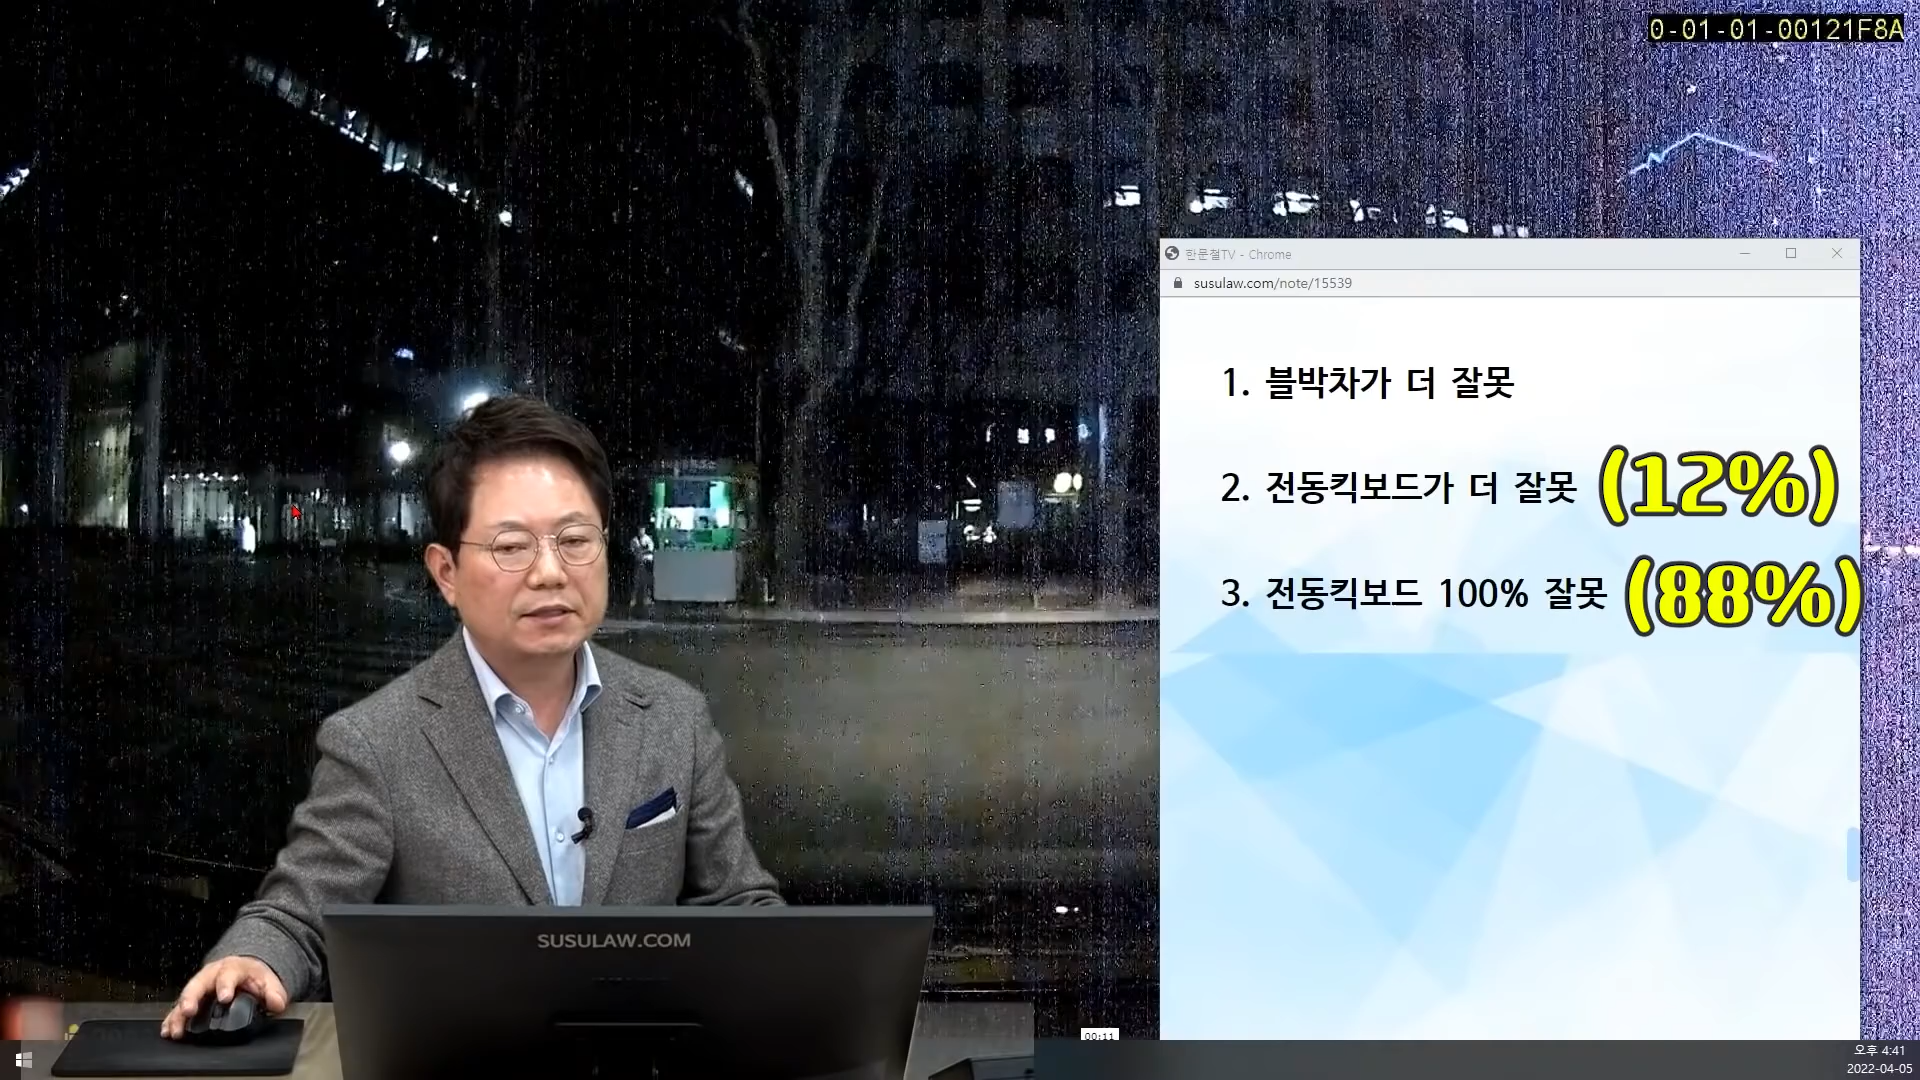 0-01-01-00121F8A
한문철TV - Chrome
susulaw.com/note/15539
1. 블박차가 더 잘못
2. 전동킥보드가 더 잘못 (12%)
3. 전동킥보드 100% 잘못 (88%)
SUSULAW.COM
00:11
오후 4:41
2022-04-05